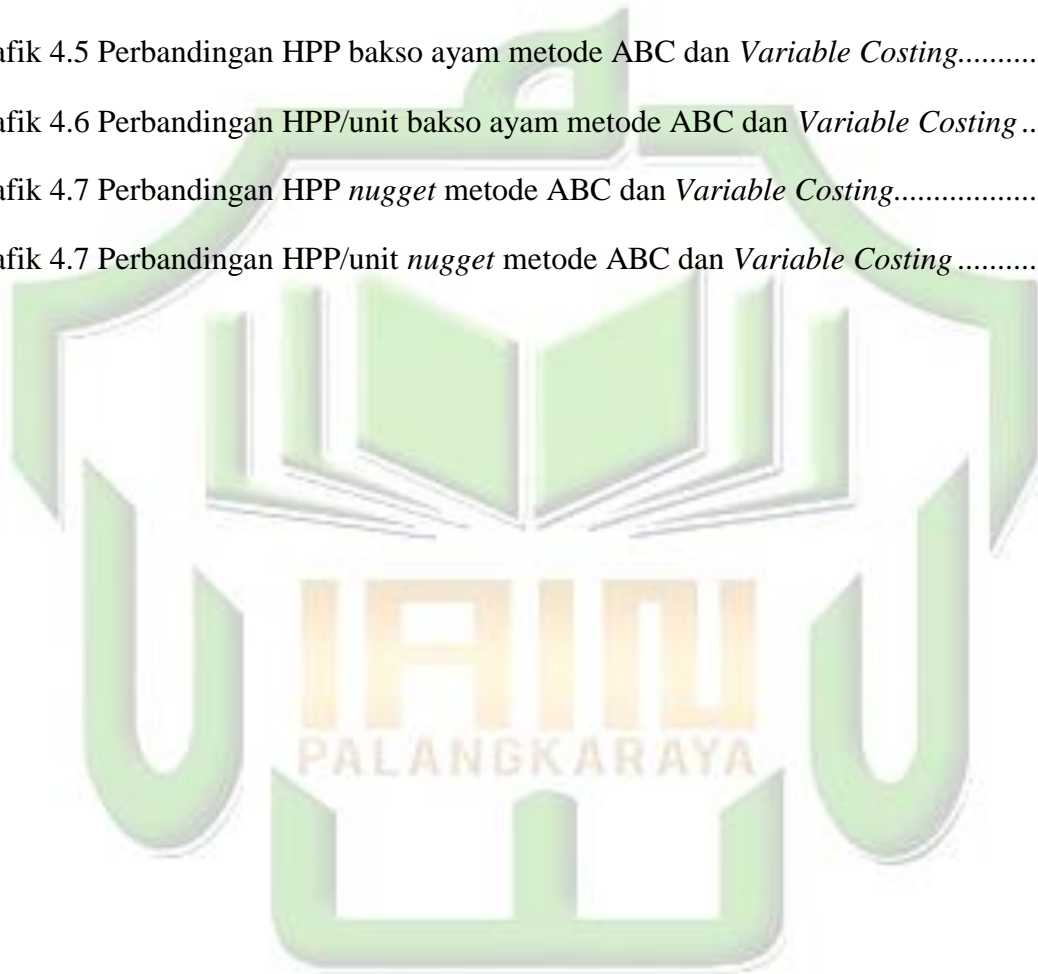 afik 4.5 Perbandingan HPP bakso ayam metode ABC dan Variable Costing..........
afik 4.6 Perbandingan HPP/unit bakso ayam metode ABC dan Variable Costing ..
afik 4.7 Perbandingan HPP nugget metode ABC dan Variable Costing..................
afik 4.7 Perbandingan HPP/unit nugget metode ABC dan Variable Costing ..........
IAIN
PALANGKARAYA